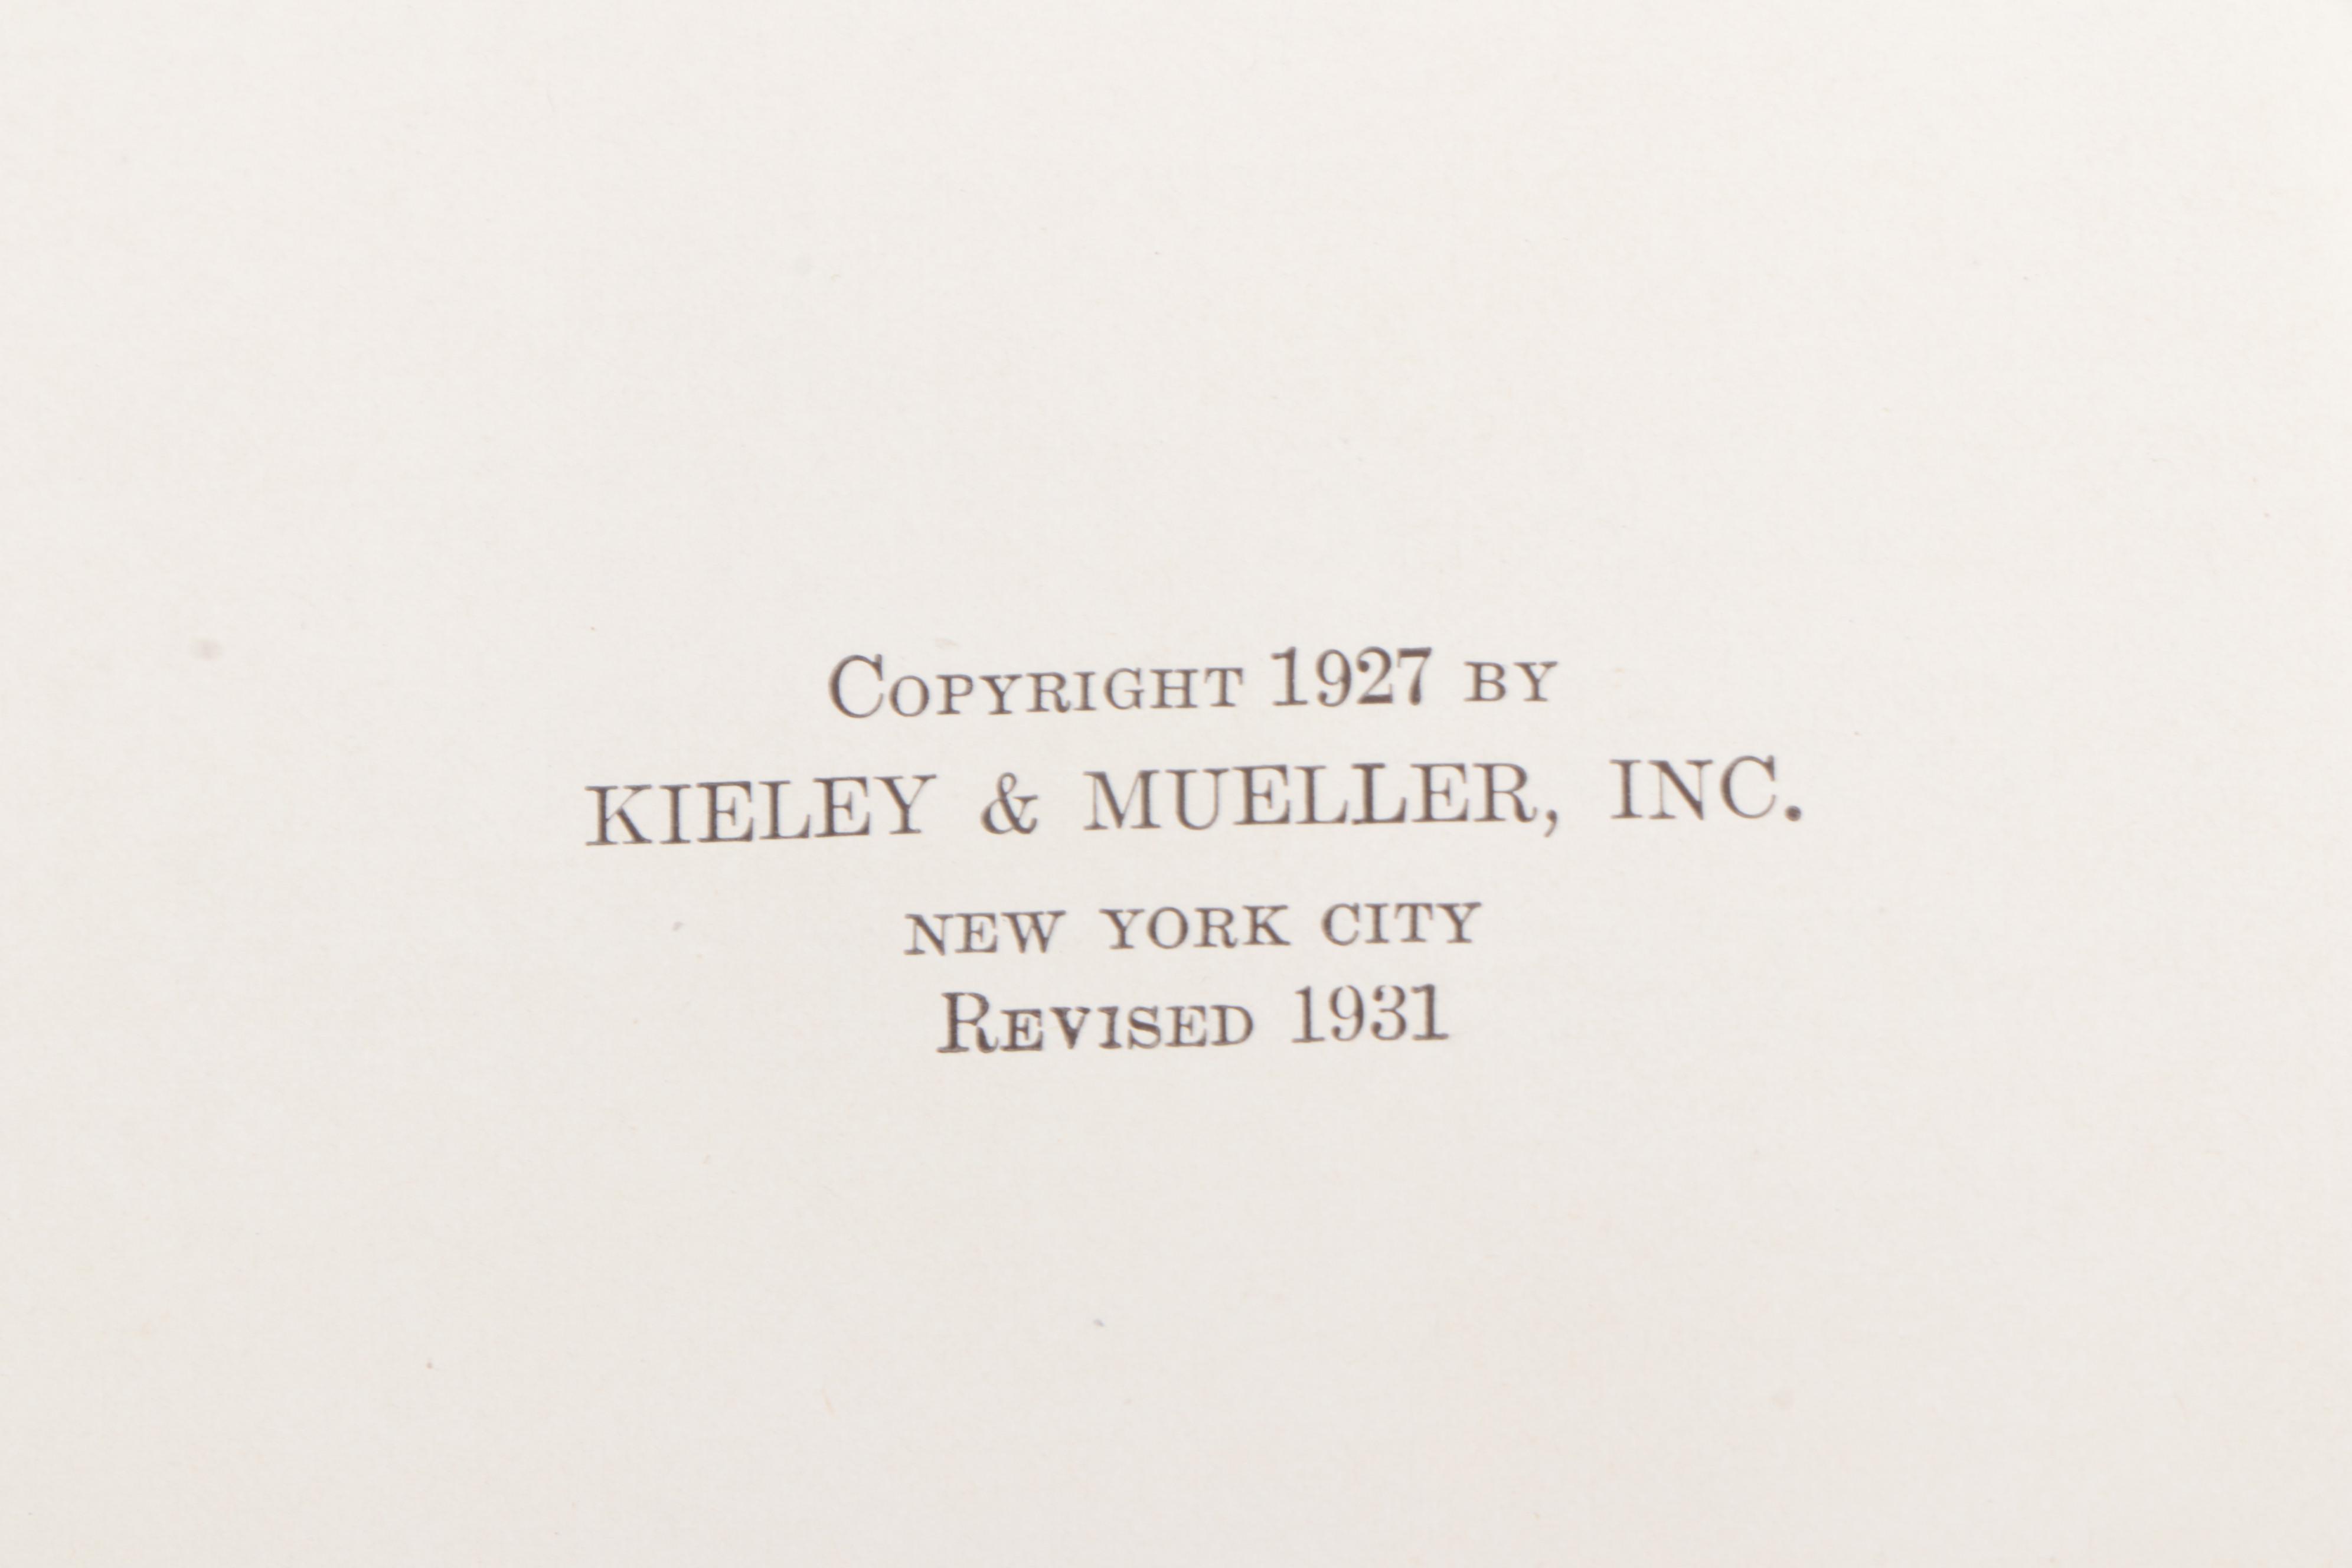 Copyright 1927 by
KIELEY & MUELLER, INC.
NEW YORK CITY
Revised 1931